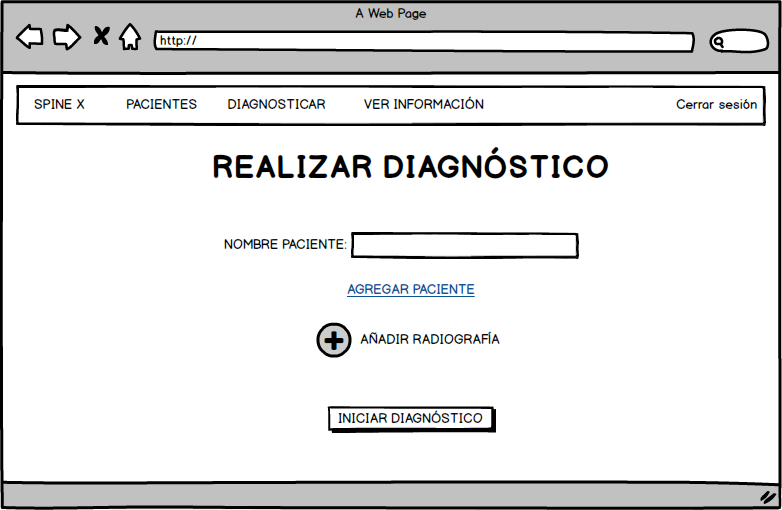 A Web Page
http://
SPINE X PACIENTES DIAGNOSTICAR VER INFORMACIÓN Cerrar sesión
REALIZAR DIAGNÓSTICO
NOMBRE PACIENTE:
AGREGAR PACIENTE
AÑADIR RADIOGRAFÍA
INICIAR DIAGNÓSTICO